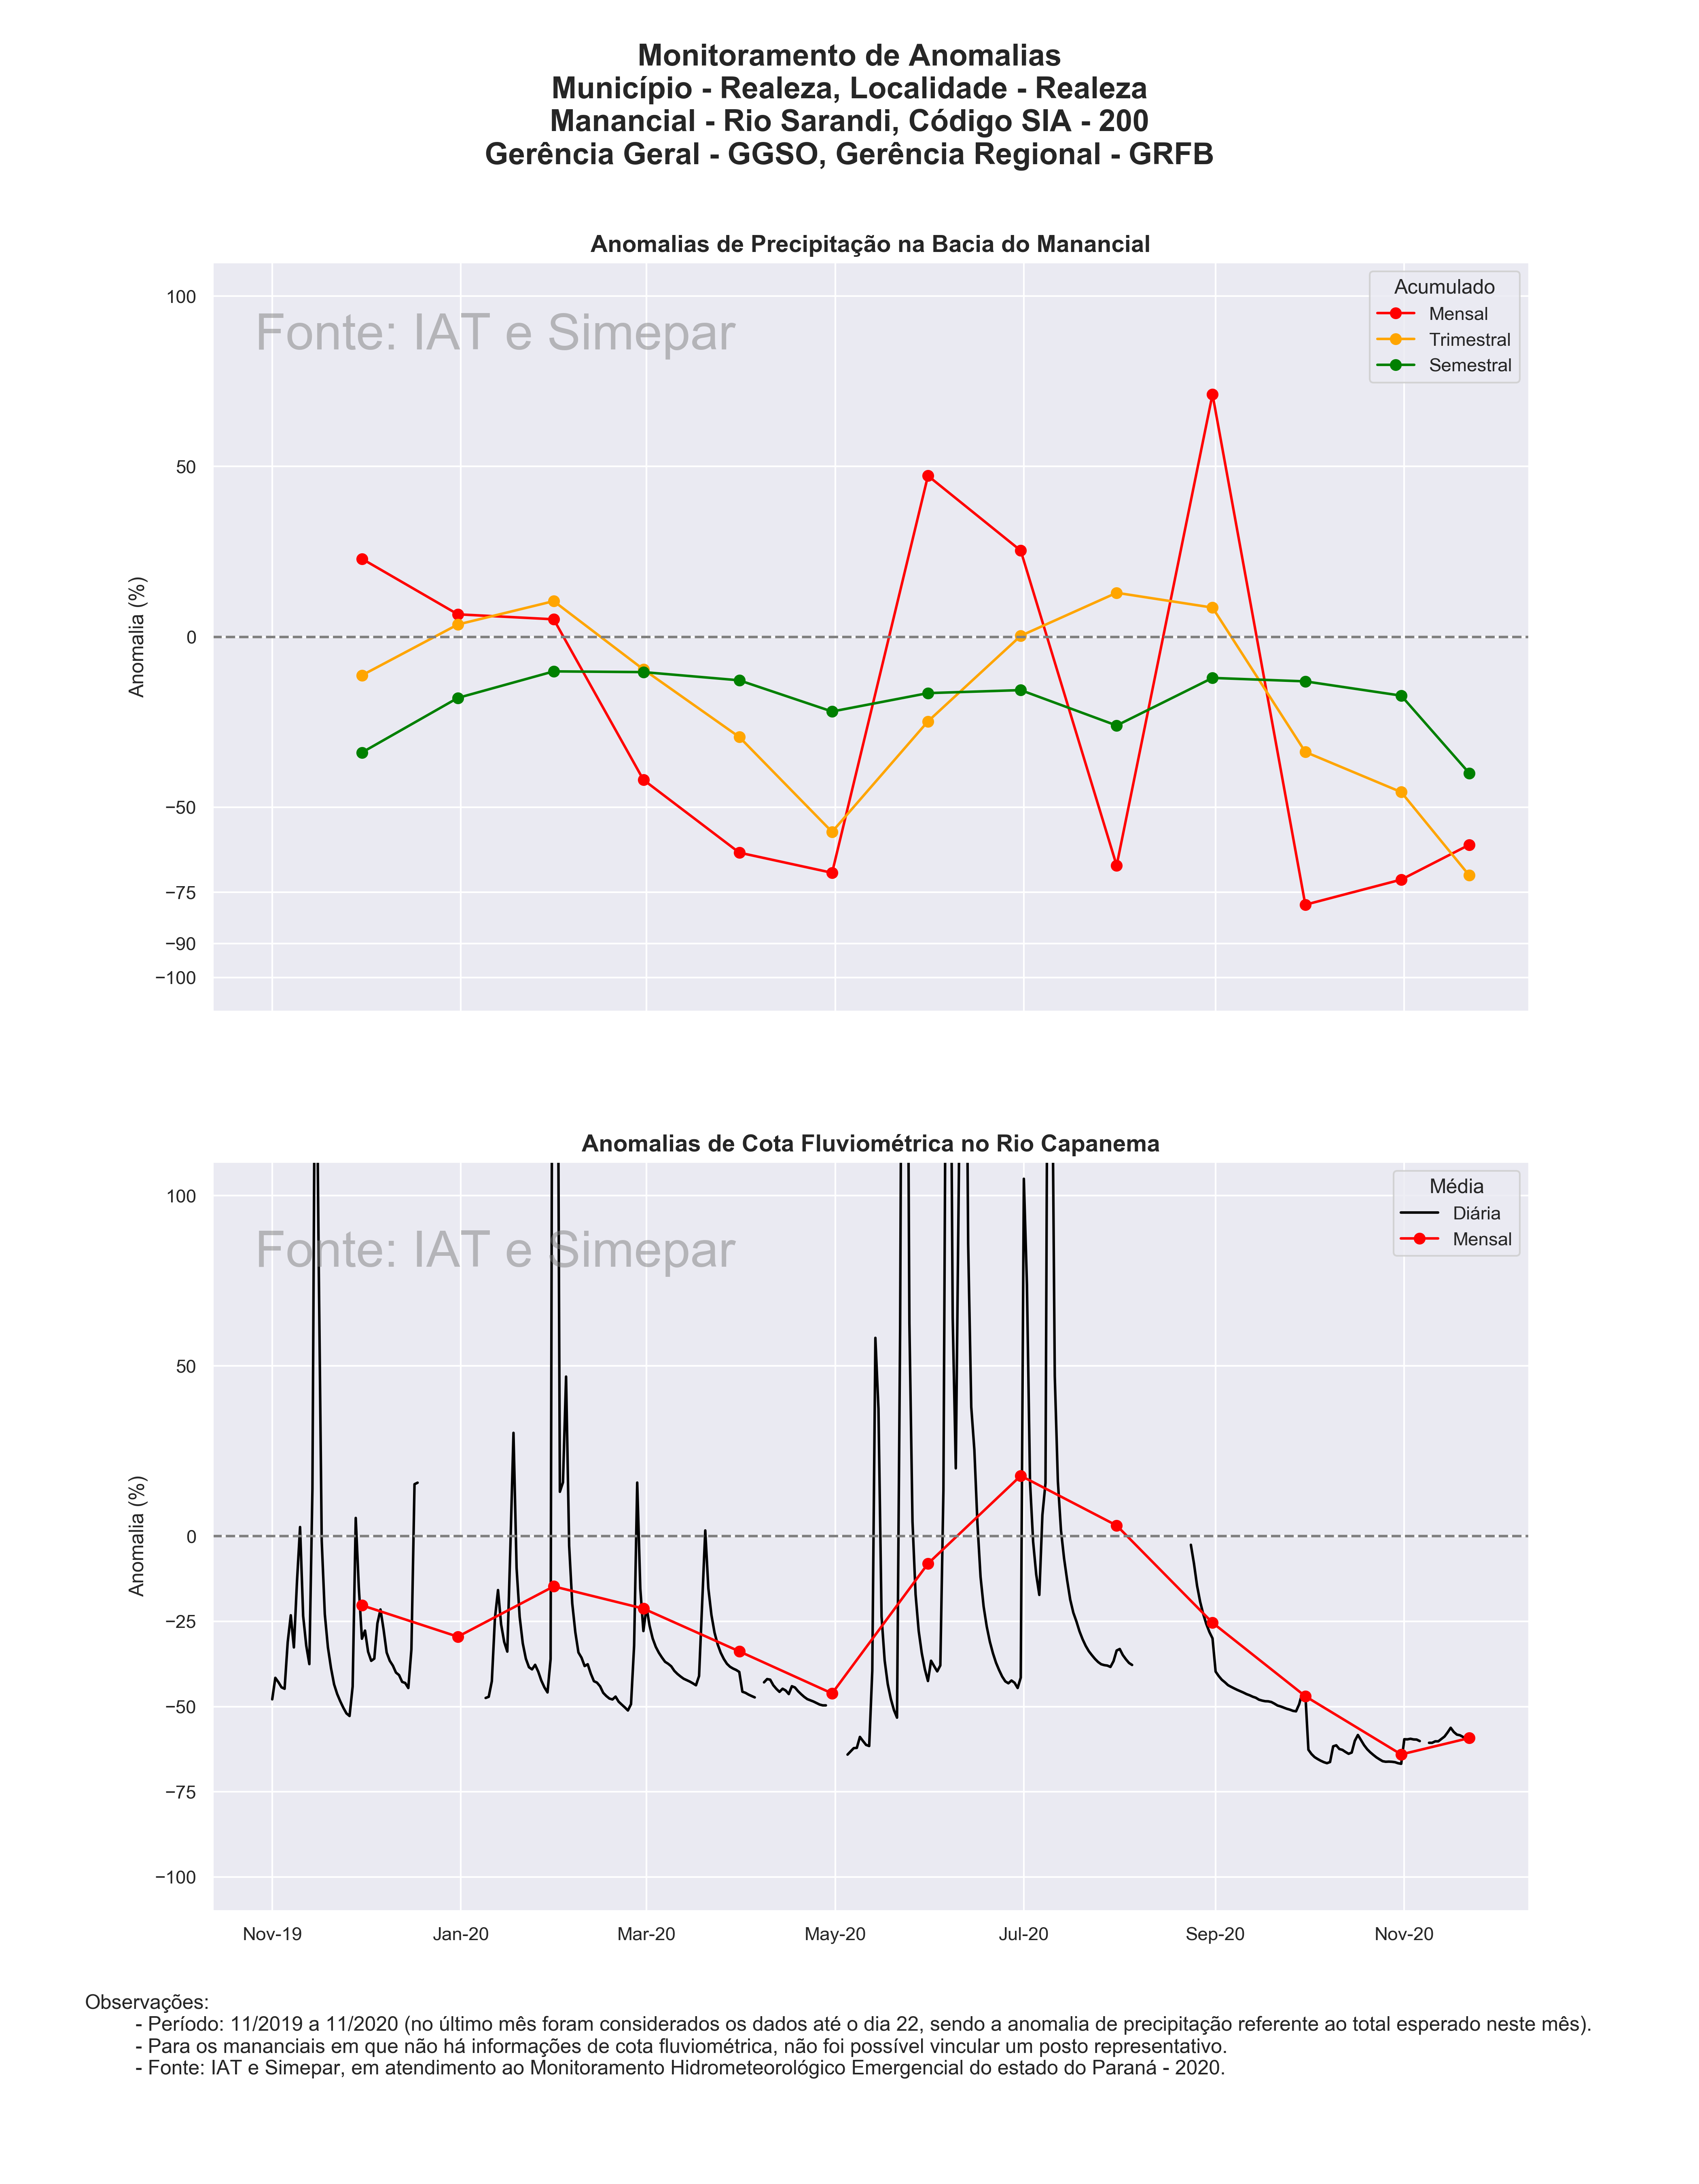 Monitoramento de Anomalias
Município - Realeza, Localidade - Realeza
Manancial - Rio Sarandi, Código SIA - 200
Gerência Geral - GGSO, Gerência Regional - GRFB
Anomalias de Precipitação na Bacia do Manancial
Fonte: IAT e Simepar
Acumulado
Mensal
Trimestral
Semestral
Anomalia (%)
100
50
0
−50
−75
−90
−100
Anomalias de Cota Fluviométrica no Rio Capanema
Fonte: IAT e Simepar
Média
Diária
Mensal
Anomalia (%)
100
50
0
−25
−50
−75
−100
Nov-19 Jan-20 Mar-20 May-20 Jul-20 Sep-20 Nov-20
Observações:
- Período: 11/2019 a 11/2020 (no último mês foram considerados os dados até o dia 22, sendo a anomalia de precipitação referente ao total esperado neste mês).
- Para os mananciais em que não há informações de cota fluviométrica, não foi possível vincular um posto representativo.
- Fonte: IAT e Simepar, em atendimento ao Monitoramento Hidrometeorológico Emergencial do estado do Paraná - 2020.